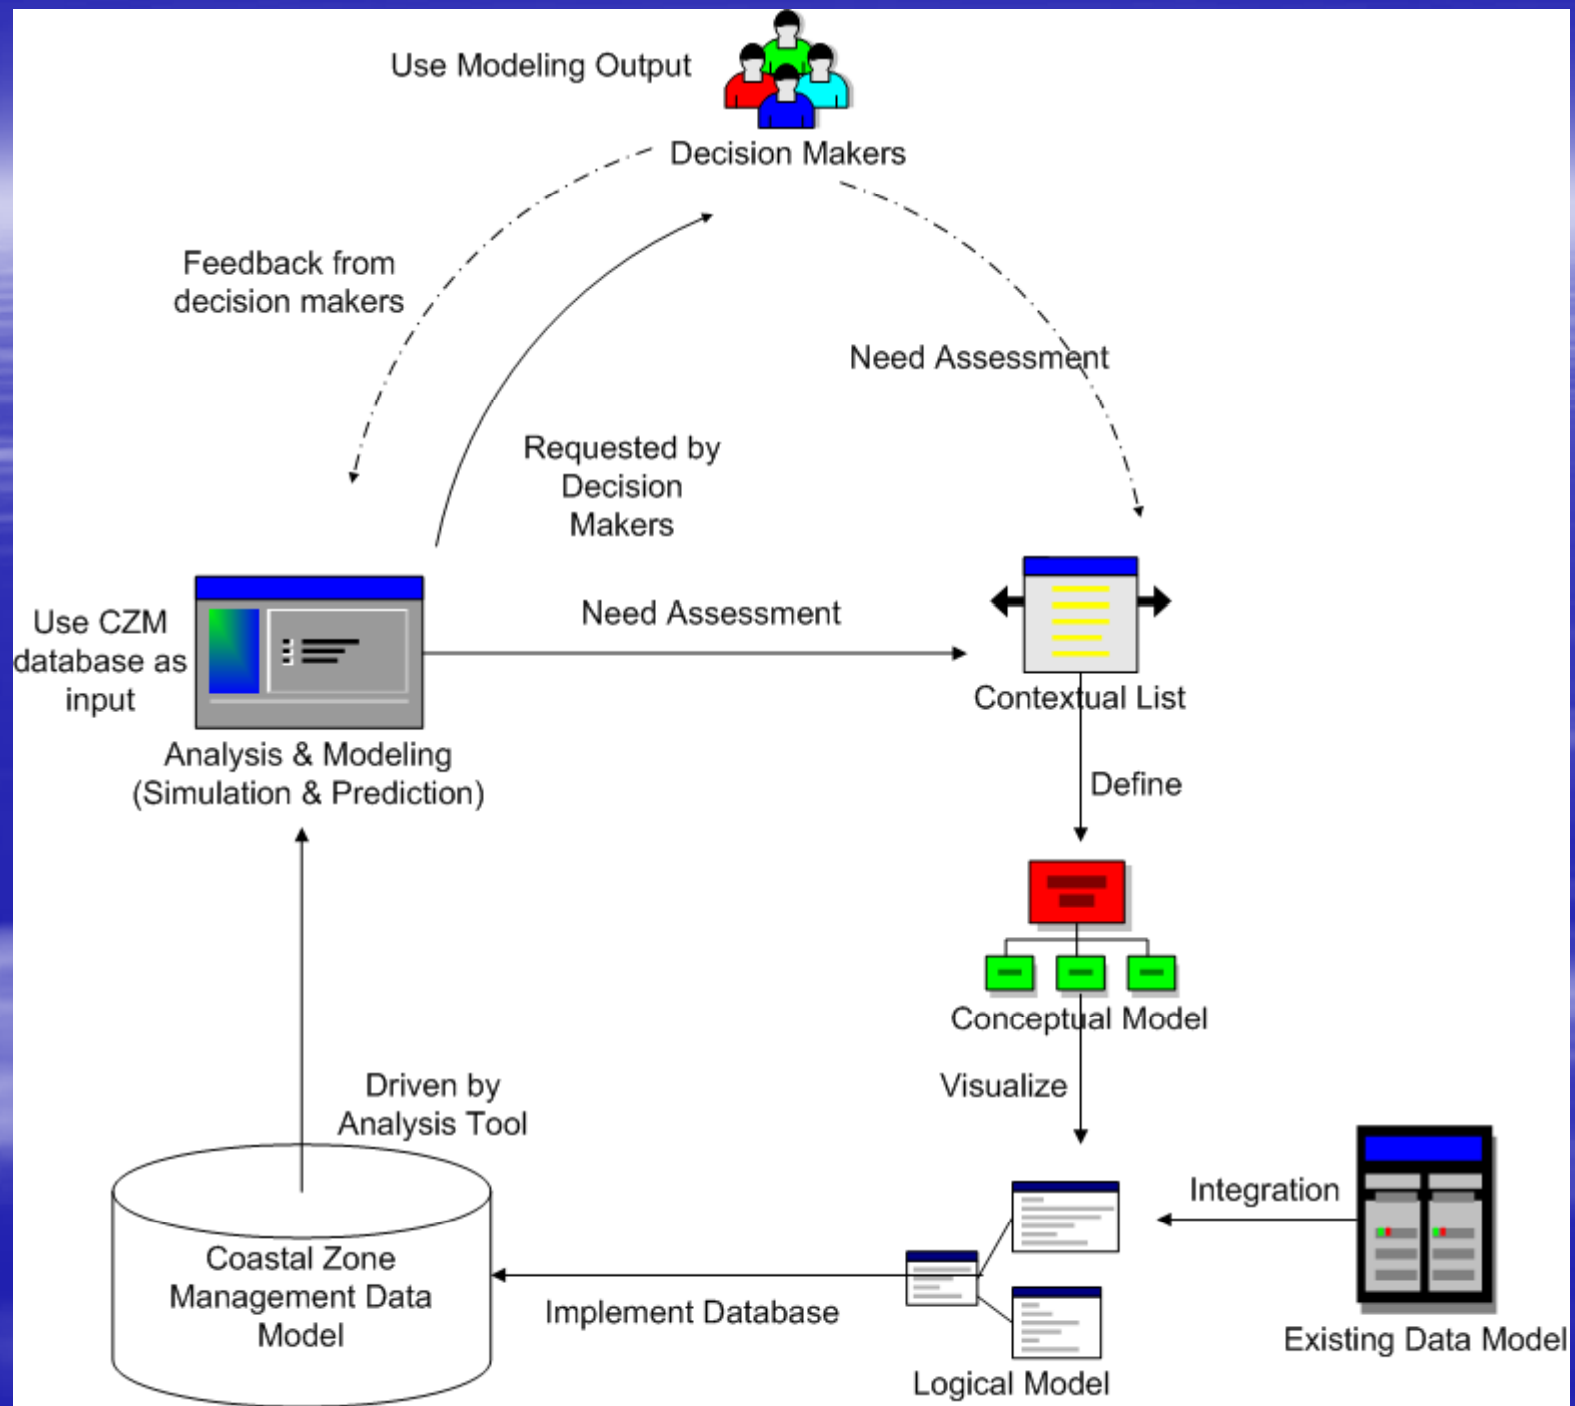 Use Modeling Output
Decision Makers
Feedback from
decision makers
Need Assessment
Requested by
Decision
Makers
Use CZM
database as
input
Need Assessment
Contextual List
Analysis & Modeling
(Simulation & Prediction)
Define
Conceptual Model
Visualize
Driven by
Analysis Tool
Integration
Coastal Zone
Management Data
Model
Implement Database
Existing Data Model
Logical Model